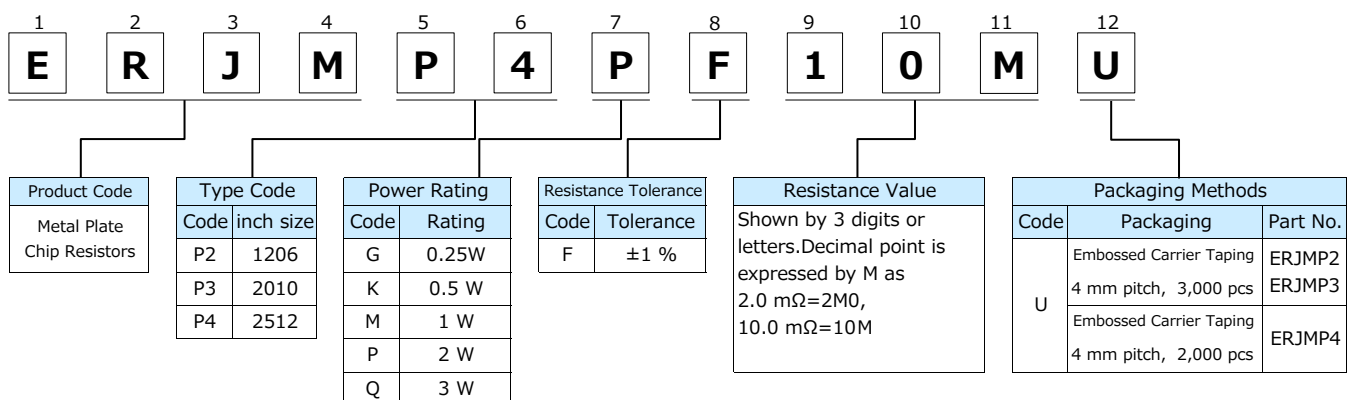 1 2 3 4 5 6 7 8 9 10 11 12
E R J M P 4 P F 1 0 M U
Product Code
Metal Plate
Chip Resistors
Type Code
Code inch size
P2 1206
P3 2010
P4 2512
Power Rating
Code Rating
G 0.25W
K 0.5 W
M 1 W
P 2 W
Q 3 W
Resistance Tolerance
Code Tolerance
F ±1 %
Resistance Value
Shown by 3 digits or
letters.Decimal point is
expressed by M as
2.0 mΩ=2M0,
10.0 mΩ=10M
Packaging Methods
Code Packaging Part No.
U
Embossed Carrier Taping ERJMP2
4 mm pitch, 3,000 pcs ERJMP3
Embossed Carrier Taping
4 mm pitch, 2,000 pcs
ERJMP4